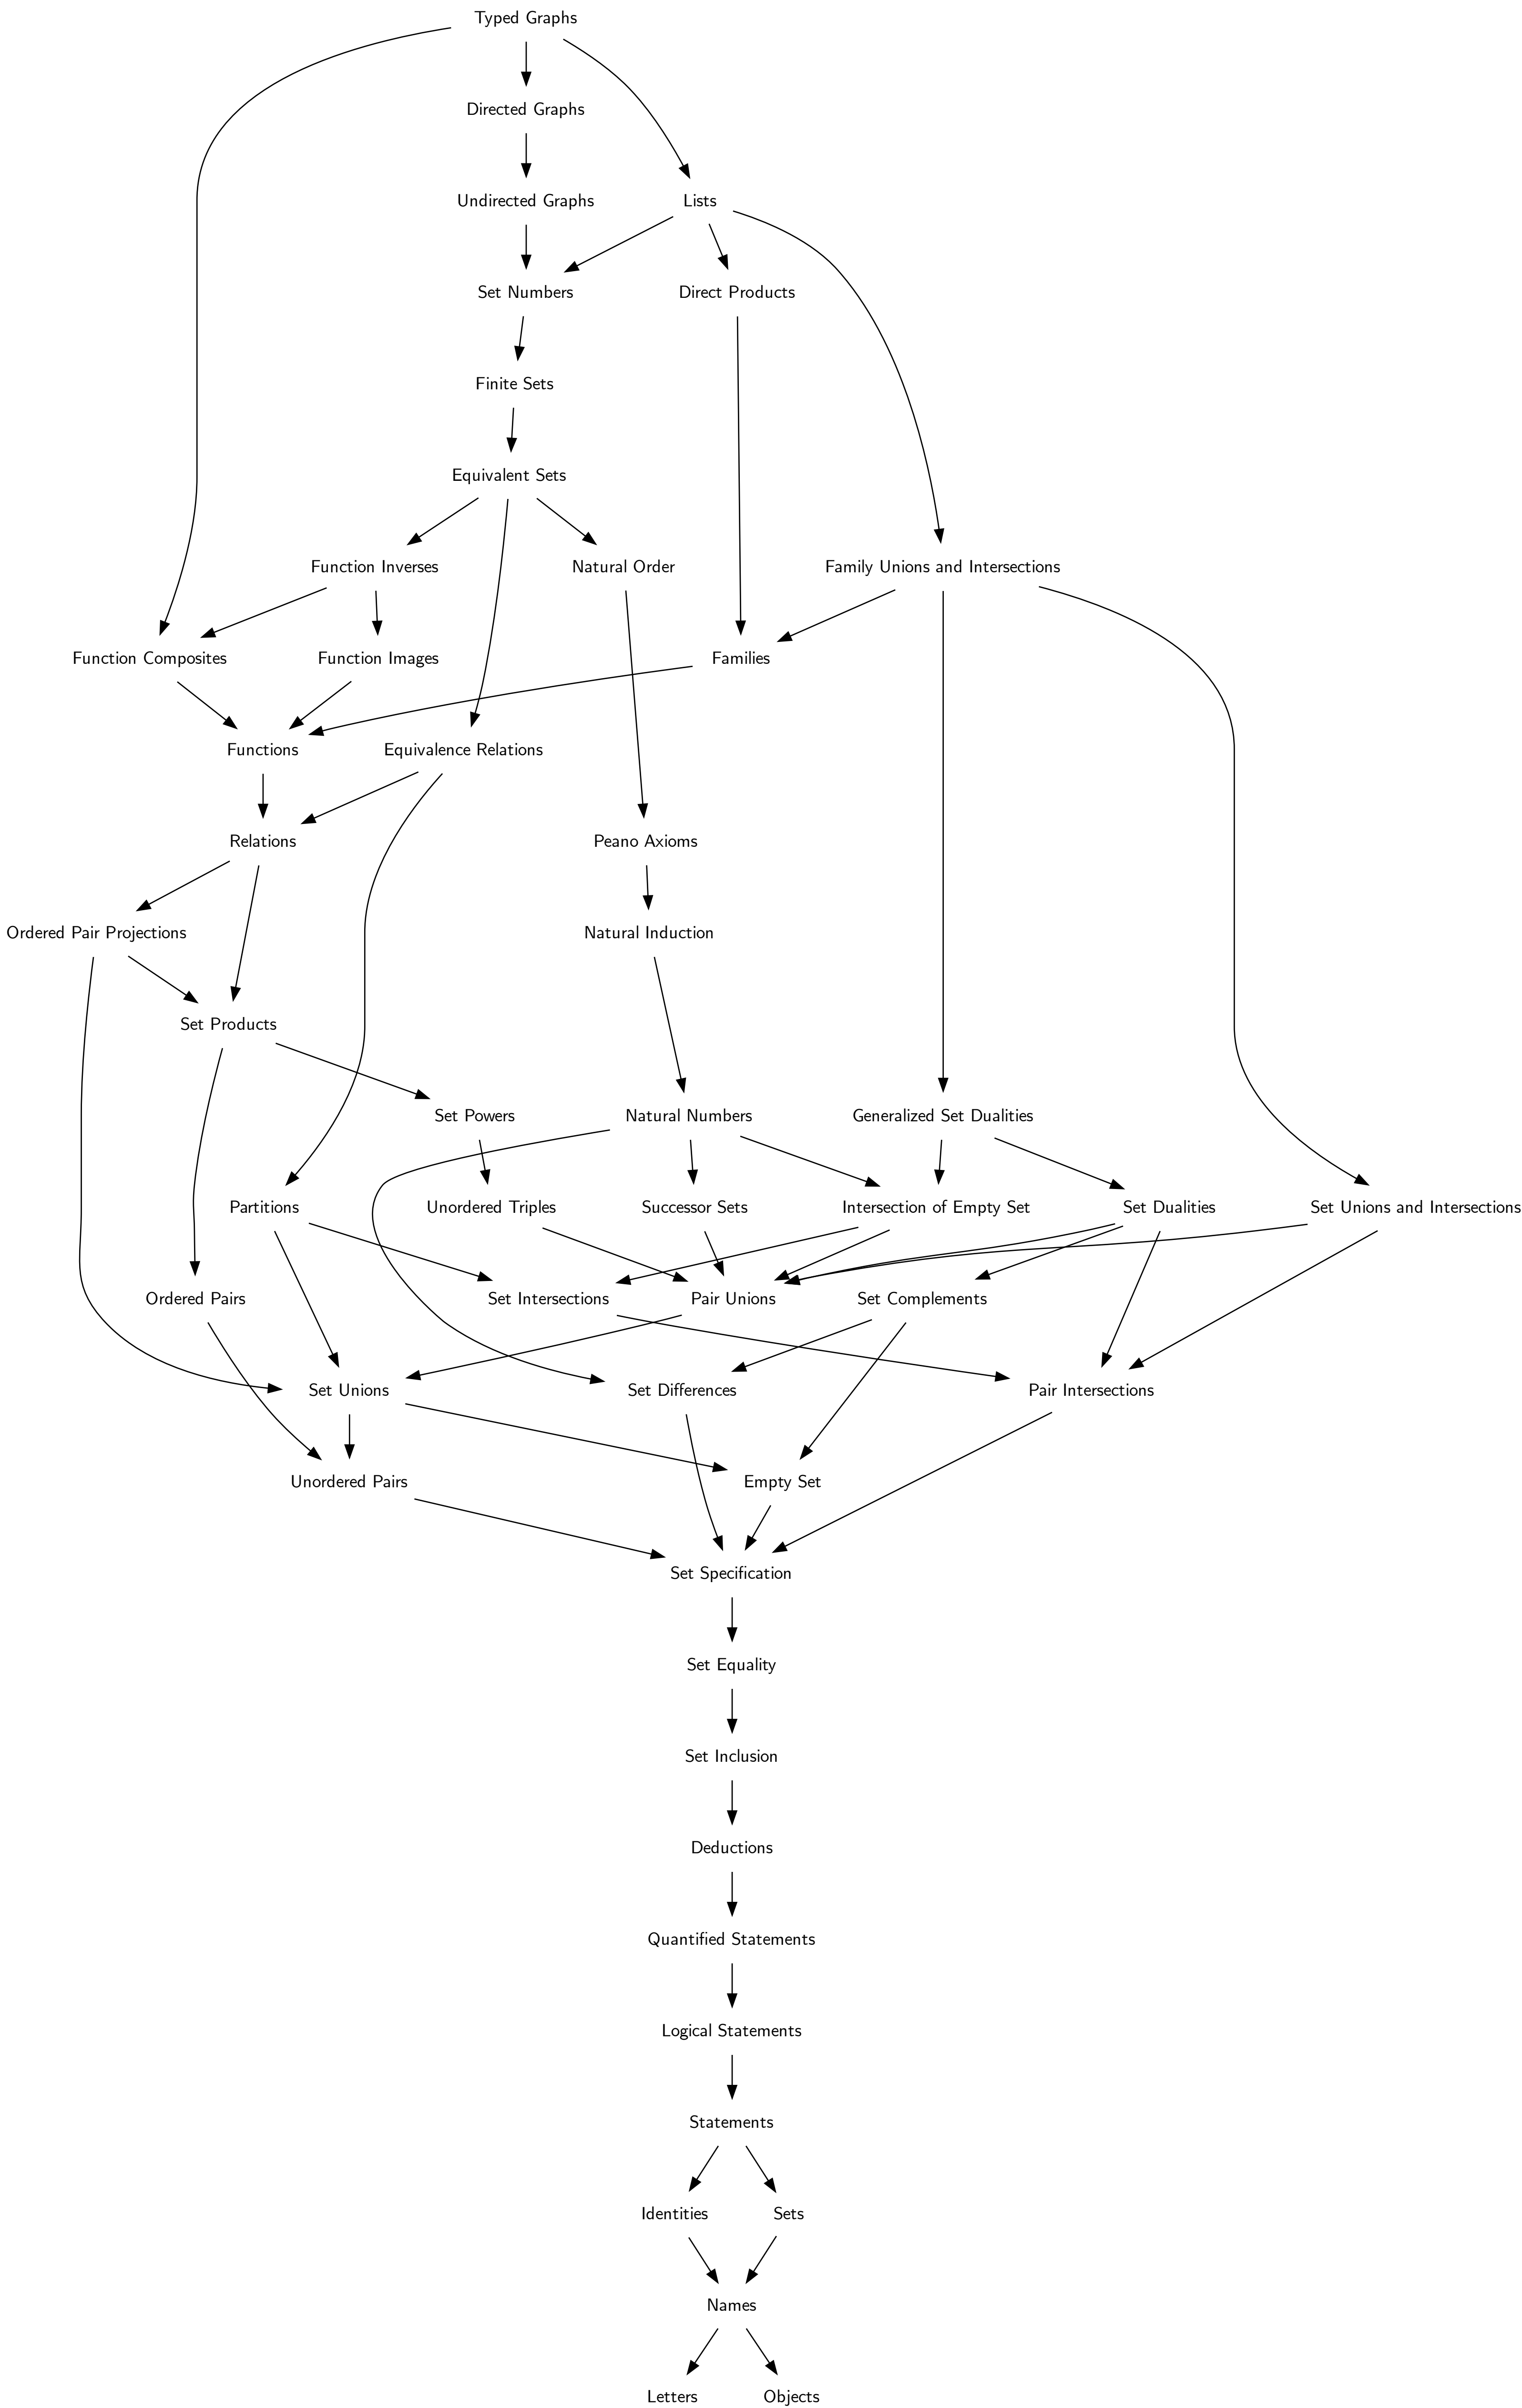 Typed Graphs
Directed Graphs
Undirected Graphs
Lists
Set Numbers
Direct Products
Finite Sets
Equivalent Sets
Function Inverses
Natural Order
Family Unions and Intersections
Function Composites
Function Images
Families
Functions
Equivalence Relations
Relations
Peano Axioms
Ordered Pair Projections
Natural Induction
Set Products
Set Powers
Natural Numbers
Generalized Set Dualities
Partitions
Unordered Triples
Successor Sets
Intersection of Empty Set
Set Dualities
Set Unions and Intersections
Ordered Pairs
Set Intersections
Pair Unions
Set Complements
Set Unions
Set Differences
Pair Intersections
Unordered Pairs
Empty Set
Set Specification
Set Equality
Set Inclusion
Deductions
Quantified Statements
Logical Statements
Statements
Identities
Sets
Names
Letters
Objects